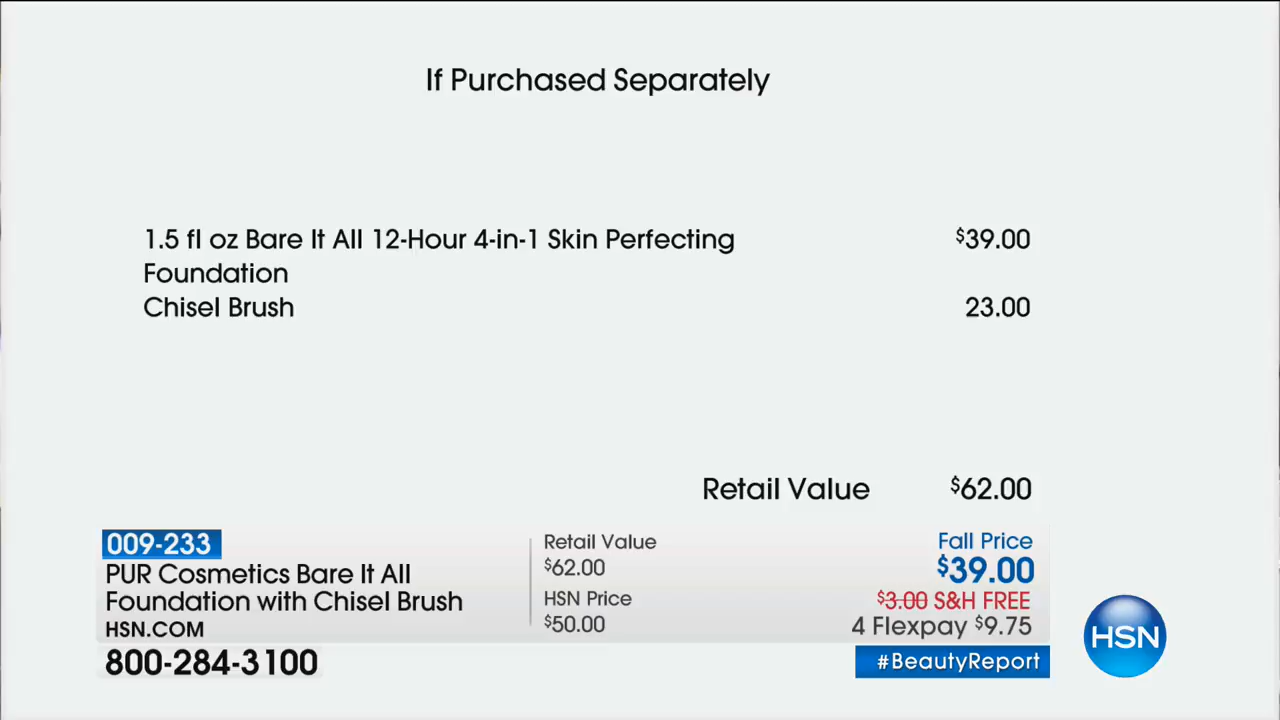 If Purchased Separately
1.5 fl oz Bare It All 12-Hour 4-in-1 Skin Perfecting $39.00
Foundation
Chisel Brush 23.00
Retail Value $62.00
009-233
PUR Cosmetics Bare It All
Foundation with Chisel Brush
HSN.COM
800-284-3100
Retail Value
$62.00
HSN Price
$50.00
Fall Price
$39.00
$3.00 S&H FREE
4 Flexpay $9.75
#BeautyReport
HSN